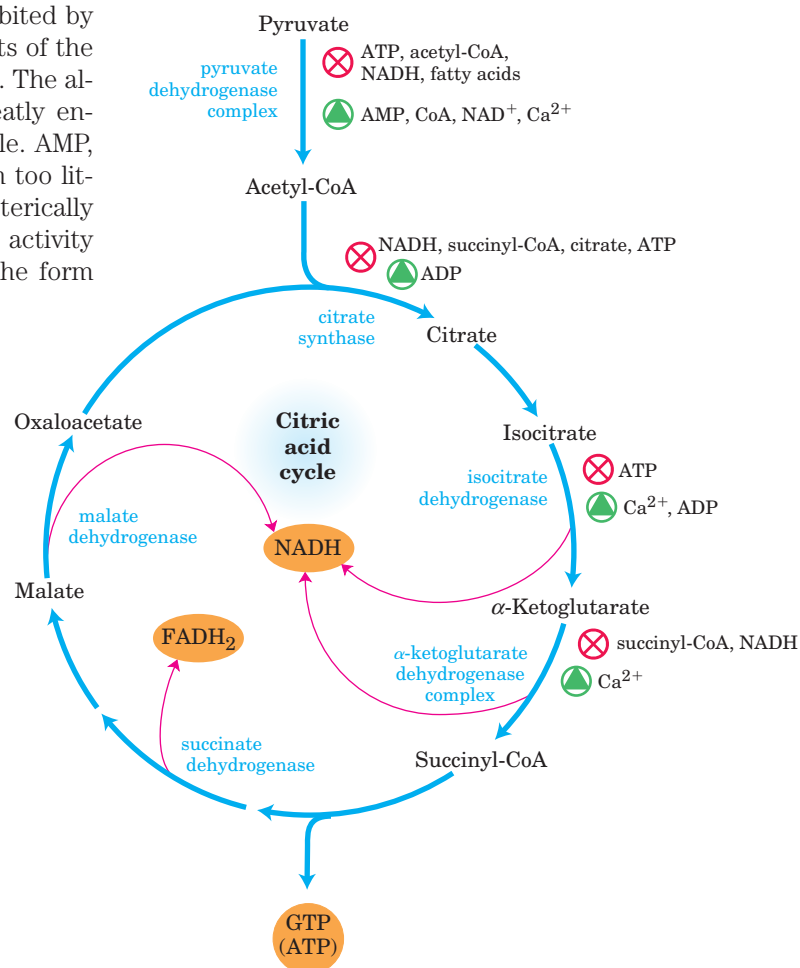 bited by
ts of the
. The al-
eatly en-
le. AMP,
n too lit-
terically
activity
he form
Pyruvate
pyruvate
dehydrogenase
complex
ATP, acetyl-CoA,
NADH, fatty acids
AMP, CoA, NAD⁺, Ca²⁺
Acetyl-CoA
NADH, succinyl-CoA, citrate, ATP
ADP
citrate
synthase
Citrate
Oxaloacetate
Citric
acid
cycle
Isocitrate
isocitrate
dehydrogenase
ATP
Ca²⁺, ADP
malate
dehydrogenase
NADH
Malate
α-Ketoglutarate
FADH₂
α-ketoglutarate
dehydrogenase
complex
succinyl-CoA, NADH
Ca²⁺
succinate
dehydrogenase
Succinyl-CoA
GTP
(ATP)